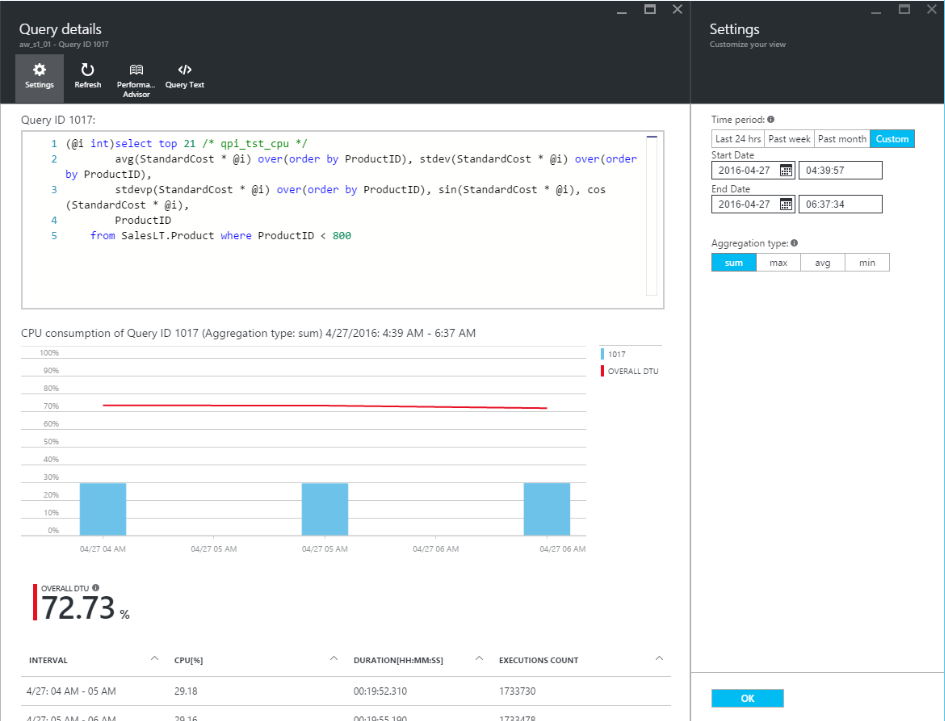 Query details
aw_s1_01 - Query ID 1017
Settings
Refresh
Performa...
Advisor
Query Text
Query ID 1017:
1 (@i int)select top 21 /* qpi_tst_cpu */
2 avg(StandardCost * @i) over(order by ProductID), stdev(StandardCost * @i) over(order
by ProductID),
3 stdevp(StandardCost * @i) over(order by ProductID), sin(StandardCost * @i), cos
(StandardCost * @i),
4 ProductID
5 from SalesLT.Product where ProductID < 800
CPU consumption of Query ID 1017 (Aggregation type: sum) 4/27/2016: 4:39 AM - 6:37 AM
100%
90%
80%
70%
60%
50%
40%
30%
20%
10%
0%
04/27 04 AM 04/27 05 AM 04/27 05 AM 04/27 06 AM 04/27 06 AM
1017
OVERALL DTU
OVERALL DTU
72.73 %
INTERVAL CPU[%] DURATION[HH:MM:SS] EXECUTIONS COUNT
4/27: 04 AM - 05 AM 29.18 00:19:52.310 1733730
4/27: 05 AM - 06 AM 29.16 00:19:55.190 1733478
Settings
Customize your view
Time period:
Last 24 hrs Past week Past month Custom
Start Date
2016-04-27 04:39:57
End Date
2016-04-27 06:37:34
Aggregation type:
sum max avg min
OK